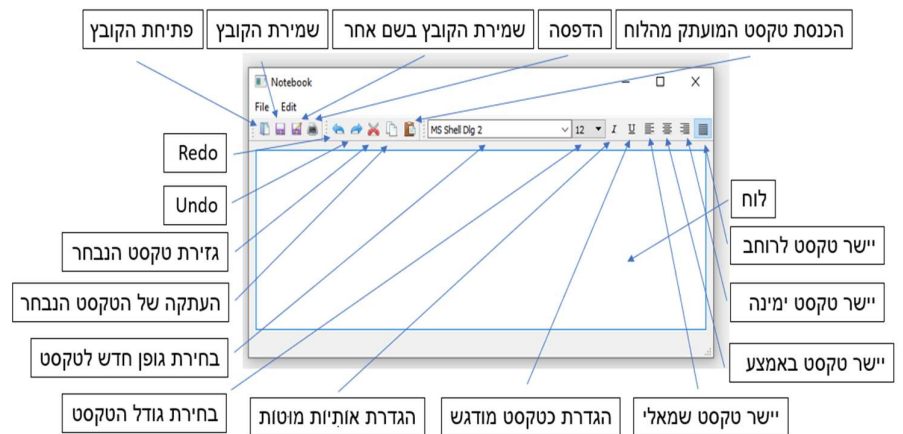 פתיחת הקובץ
שמירת הקובץ
שמירת הקובץ בשם אחר
הדפסה
הכנסת טקסט המועתק מהלוח
Notebook
File Edit
MS Shell Dlg 2 12 I U
Redo
Undo
גזירת טקסט הנבחר
העתקה של הטקסט הנבחר
בחירת גופן חדש לטקסט
בחירת גודל הטקסט
לוח
יישר טקסט לרוחב
יישר טקסט ימינה
יישר טקסט באמצע
יישר טקסט שמאלי
הגדרת כטקסט מודגש
הגדרת אוֹתִיוֹת מוטות